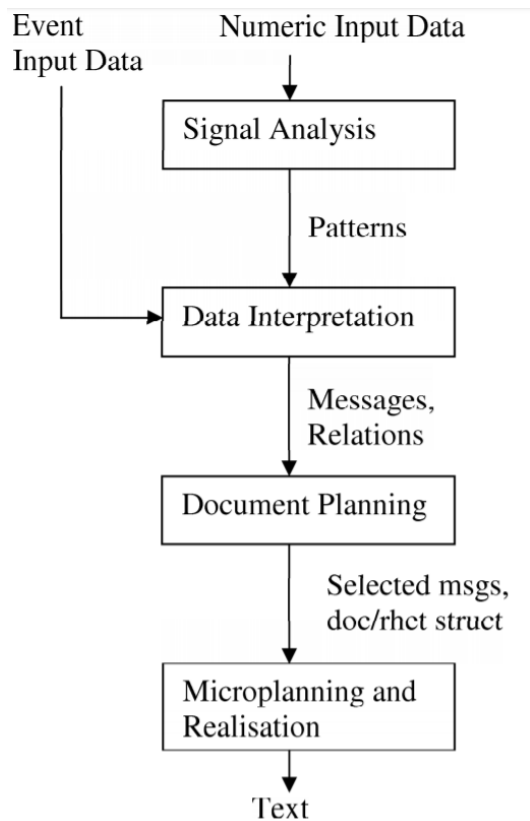 Event
Input Data
Numeric Input Data
Signal Analysis
Patterns
Data Interpretation
Messages,
Relations
Document Planning
Selected msgs,
doc/rhct struct
Microplanning and
Realisation
Text